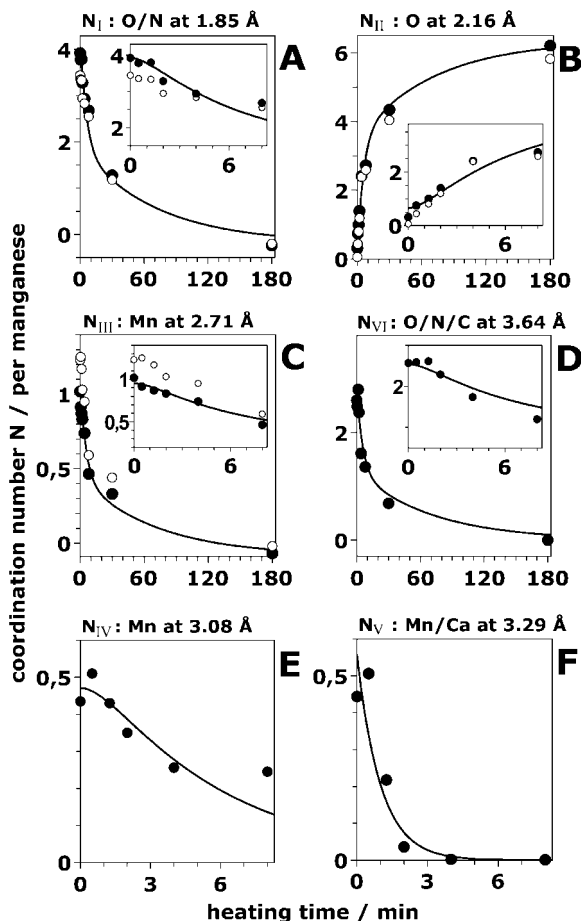 N_I : O/N at 1.85 Å
N_II : O at 2.16 Å
A
B
4
2
0
4
2
0 6
0 60 120 180
6
4
2
0
2
0
0 6
0 60 120 180
N_III : Mn at 2.71 Å
N_VI : O/N/C at 3.64 Å
C
D
1
0,5
0
1
0,5
0 6
0 60 120 180
2
0
2
0 6
0 60 120 180
N_IV : Mn at 3.08 Å
N_V : Mn/Ca at 3.29 Å
E
F
0,5
0
0 3 6
0,5
0
0 3 6
coordination number N / per manganese
heating time / min